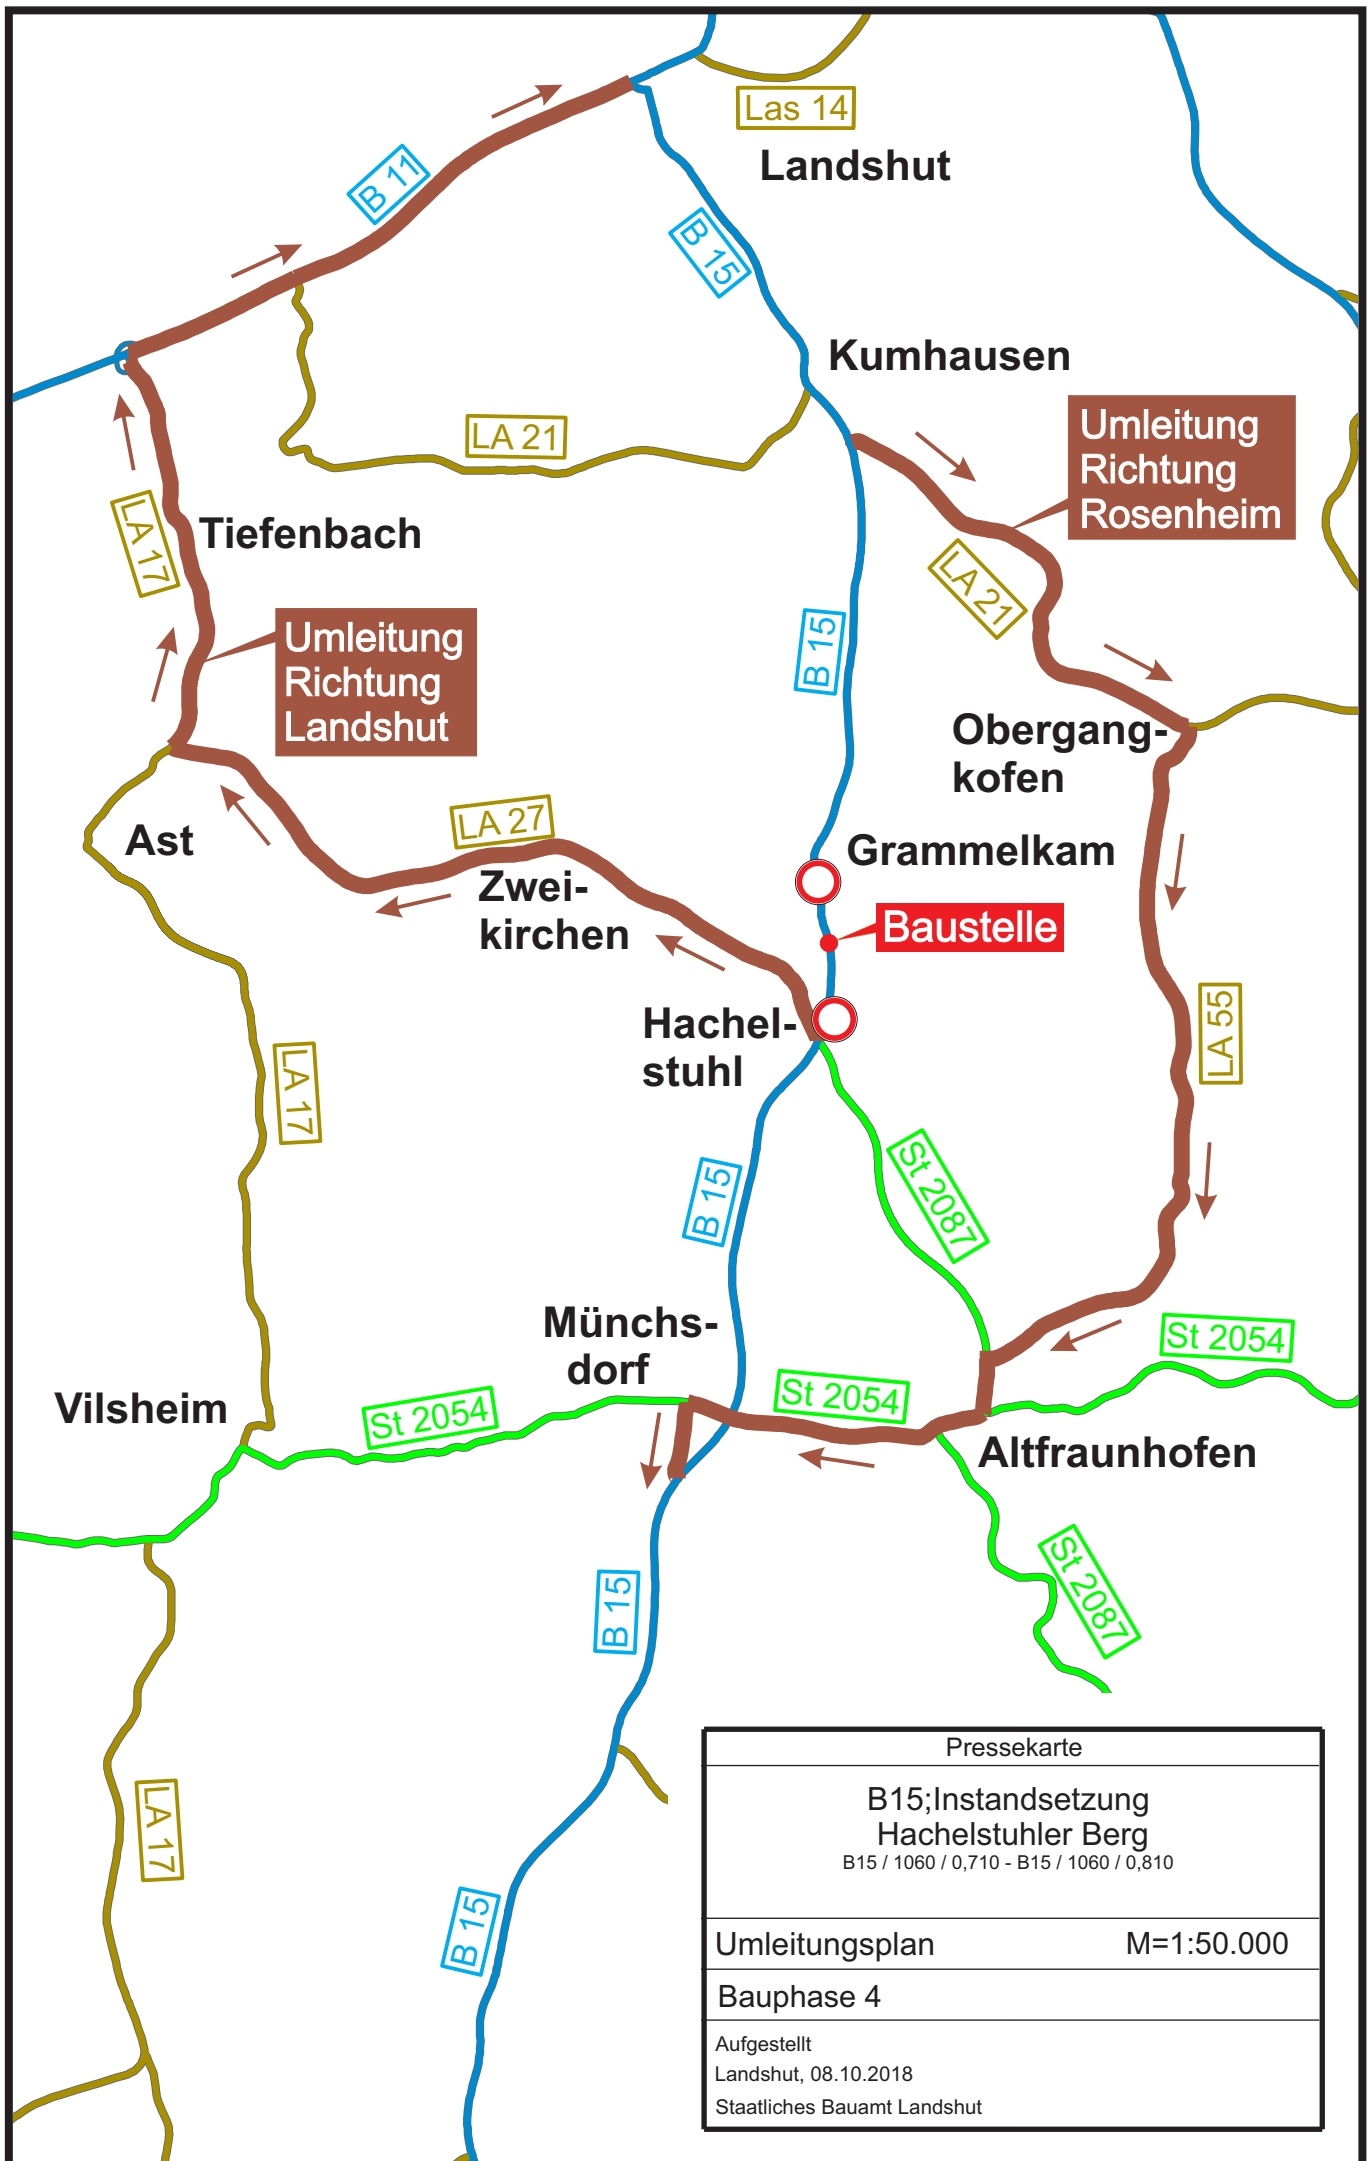 Las 14
Landshut
B 11
B 15
Kumhausen
Umleitung
Richtung
Rosenheim
LA 21
LA 17
Tiefenbach
LA 21
Umleitung
Richtung
Landshut
B 15
Obergang-
kofen
Ast
LA 27
Zwei-
kirchen
Grammelkam
Baustelle
Hachel-
stuhl
LA 55
LA 17
B 15
St 2087
Münchs-
dorf
St 2054
Vilsheim
St 2054
St 2054
Altfraunhofen
B 15
St 2087
LA 17
B 15
Pressekarte
B15;Instandsetzung
Hachelstuhler Berg
B15 / 1060 / 0,710 - B15 / 1060 / 0,810
Umleitungsplan M=1:50.000
Bauphase 4
Aufgestellt
Landshut, 08.10.2018
Staatliches Bauamt Landshut